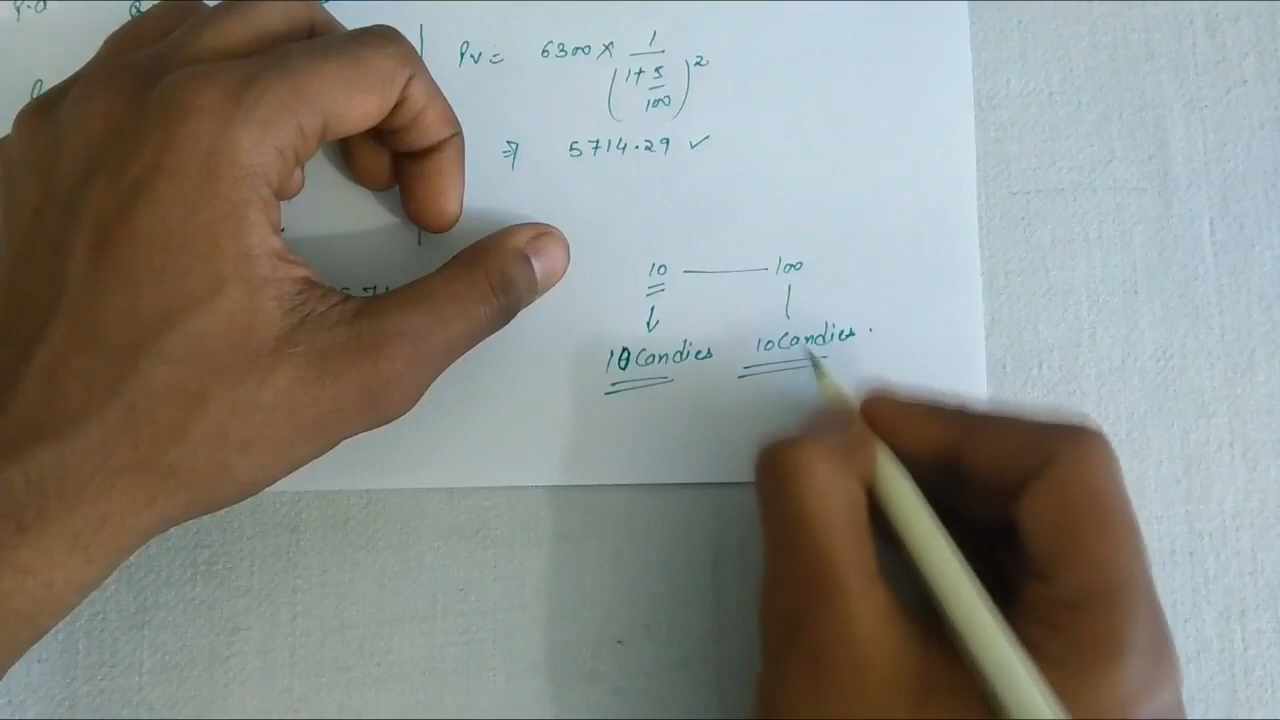 PV = 6300 × 1
(1 + 5
100)²
⇒ 5714.29 ✓
10 — 100
10 Candies 10 Candies.